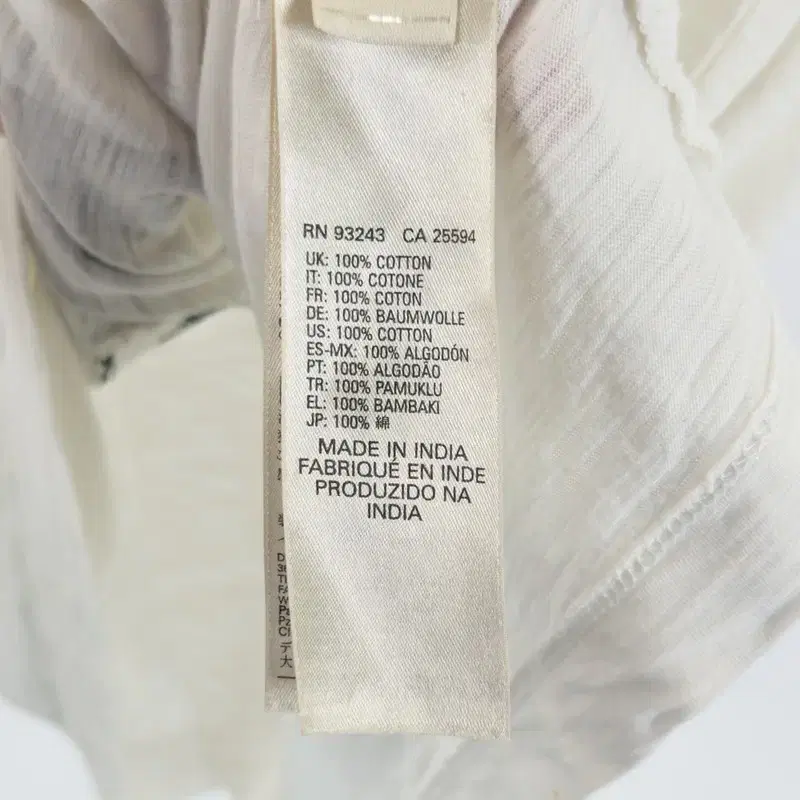 RN 93243 CA 25594
UK: 100% COTTON
IT: 100% COTONE
FR: 100% COTON
DE: 100% BAUMWOLLE
US: 100% COTTON
ES-MX: 100% ALGODÓN
PT: 100% ALGODÃO
TR: 100% PAMUKLU
EL: 100% BAMBAKI
JP: 100% 綿
MADE IN INDIA
FABRIQUÉ EN INDE
PRODUZIDO NA
INDIA